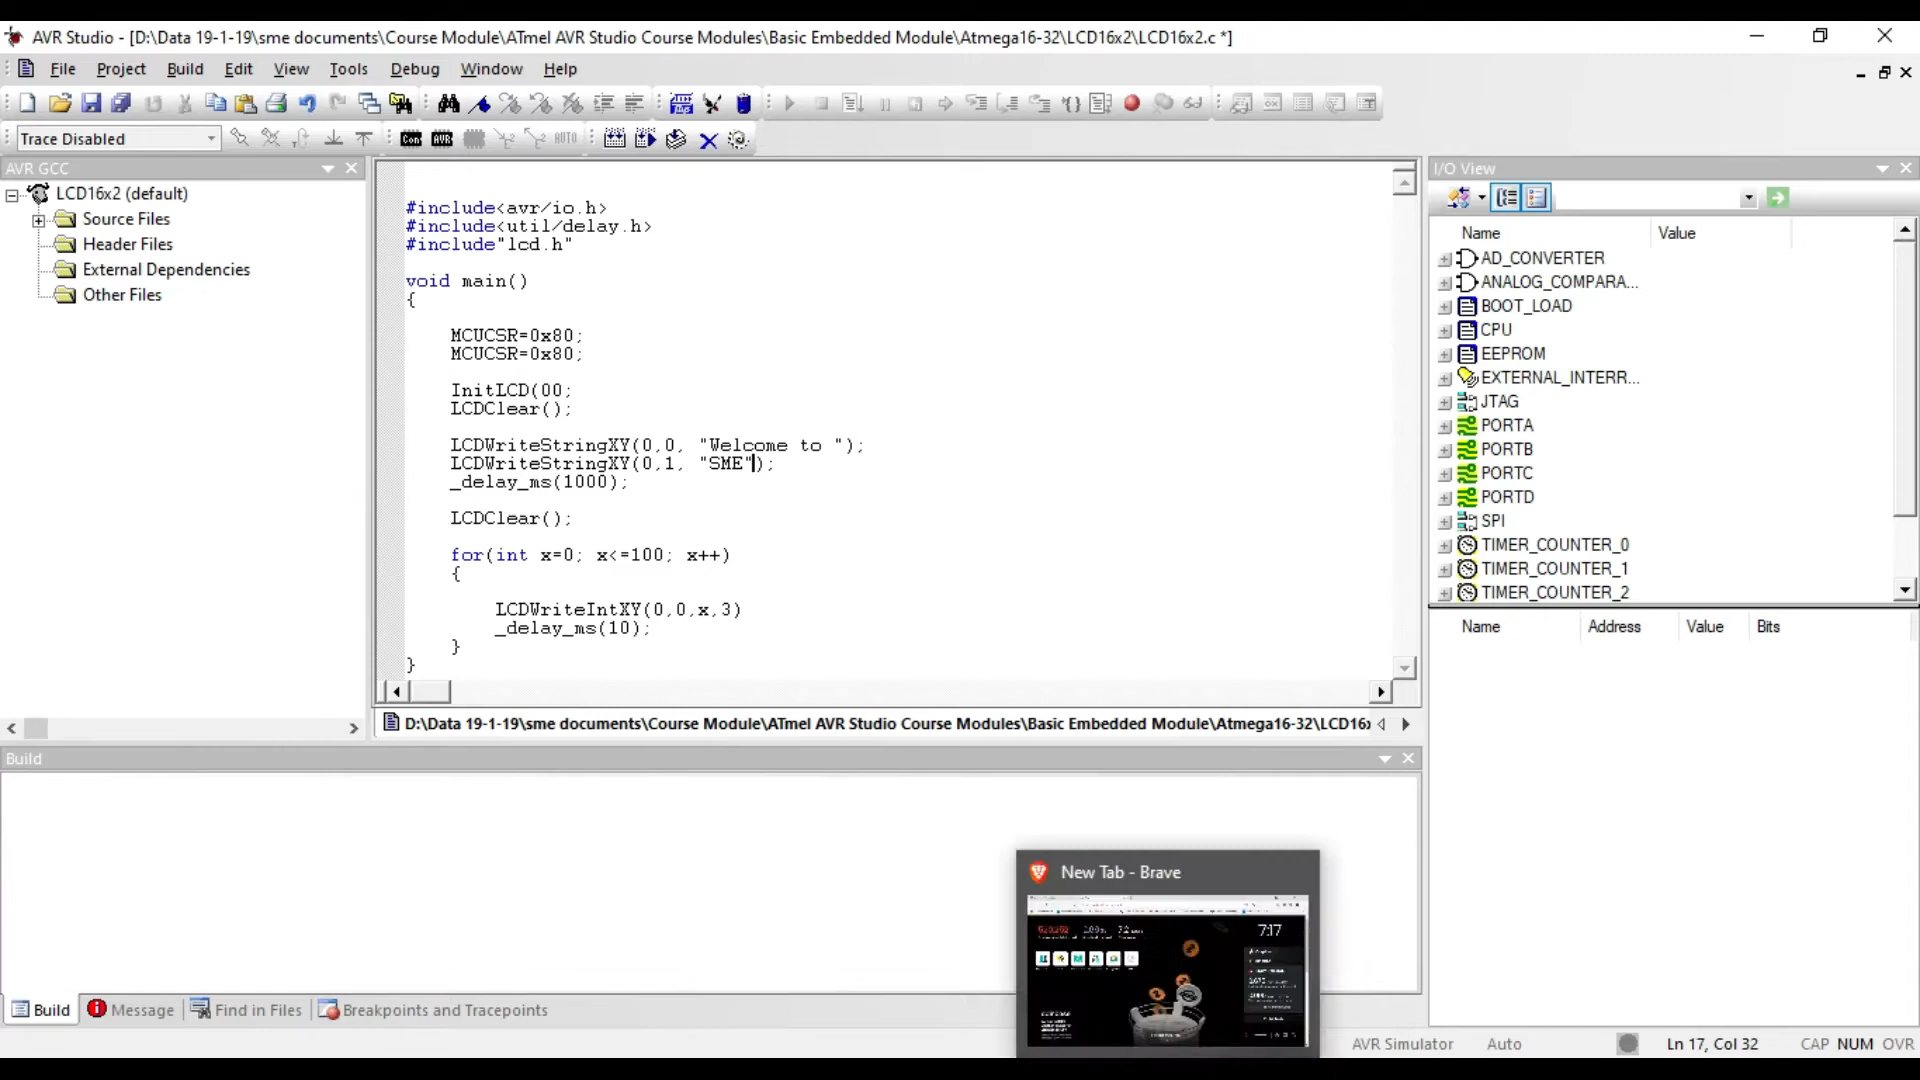 AVR Studio - [D:\Data 19-1-19\sme documents\Course Module\ATmel AVR Studio Course Modules\Basic Embedded Module\Atmega16-32\LCD16x2\LCD16x2.c *]
File Project Build Edit View Tools Debug Window Help
Trace Disabled
Con AVR AUTO
AVR GCC
LCD16x2 (default)
Source Files
Header Files
External Dependencies
Other Files
#include<avr/io.h>
#include<util/delay.h>
#include"lcd.h"
void main()
{
MCUCSR=0x80;
MCUCSR=0x80;
InitLCD(00;
LCDClear();
LCDWriteStringXY(0,0, "Welcome to ");
LCDWriteStringXY(0,1, "SME");
_delay_ms(1000);
LCDClear();
for(int x=0; x<=100; x++)
{
LCDWriteIntXY(0,0,x,3)
_delay_ms(10);
}
}
D:\Data 19-1-19\sme documents\Course Module\ATmel AVR Studio Course Modules\Basic Embedded Module\Atmega16-32\LCD16x
I/O View
Name Value
AD_CONVERTER
ANALOG_COMPARA...
BOOT_LOAD
CPU
EEPROM
EXTERNAL_INTERR...
JTAG
PORTA
PORTB
PORTC
PORTD
SPI
TIMER_COUNTER_0
TIMER_COUNTER_1
TIMER_COUNTER_2
Name Address Value Bits
Build
New Tab - Brave
7:17
Build Message Find in Files Breakpoints and Tracepoints
AVR Simulator Auto Ln 17, Col 32 CAP NUM OVR